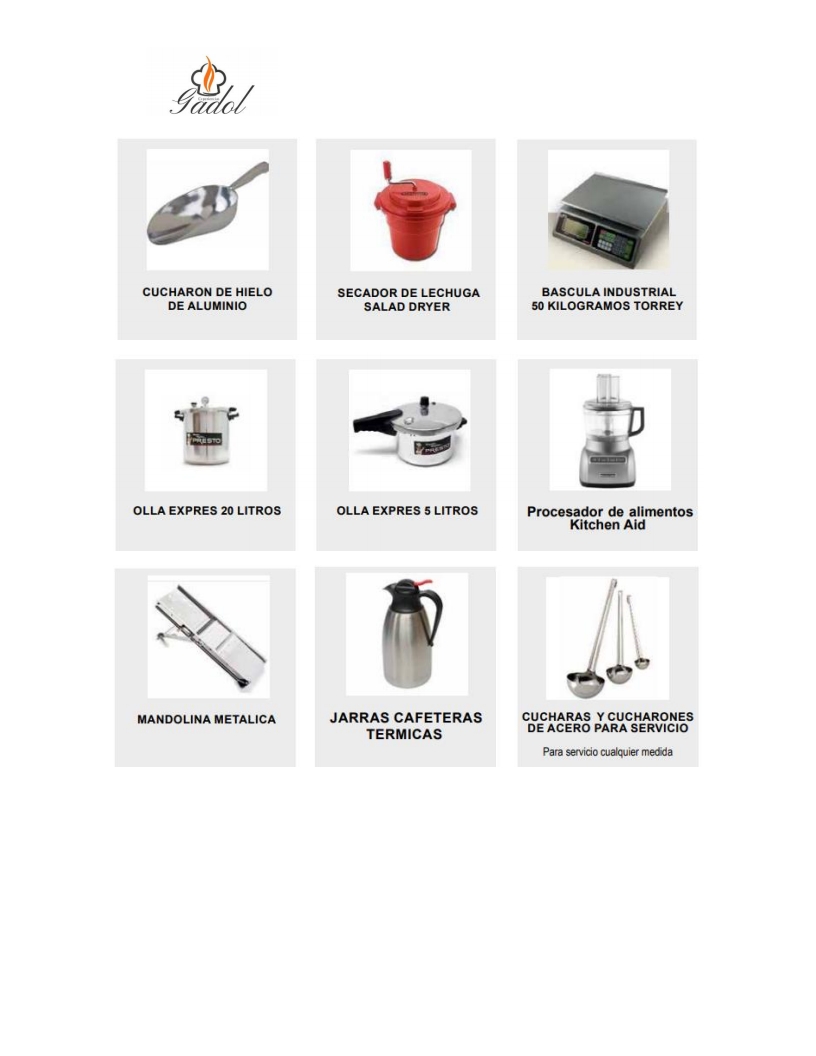 Gadol
CUCHARON DE HIELO
DE ALUMINIO
SECADOR DE LECHUGA
SALAD DRYER
BASCULA INDUSTRIAL
50 KILOGRAMOS TORREY
PRESTO
OLLA EXPRES 20 LITROS
PRESTO
OLLA EXPRES 5 LITROS
Procesador de alimentos
Kitchen Aid
MANDOLINA METALICA
JARRAS CAFETERAS
TERMICAS
CUCHARAS Y CUCHARONES
DE ACERO PARA SERVICIO
Para servicio cualquier medida